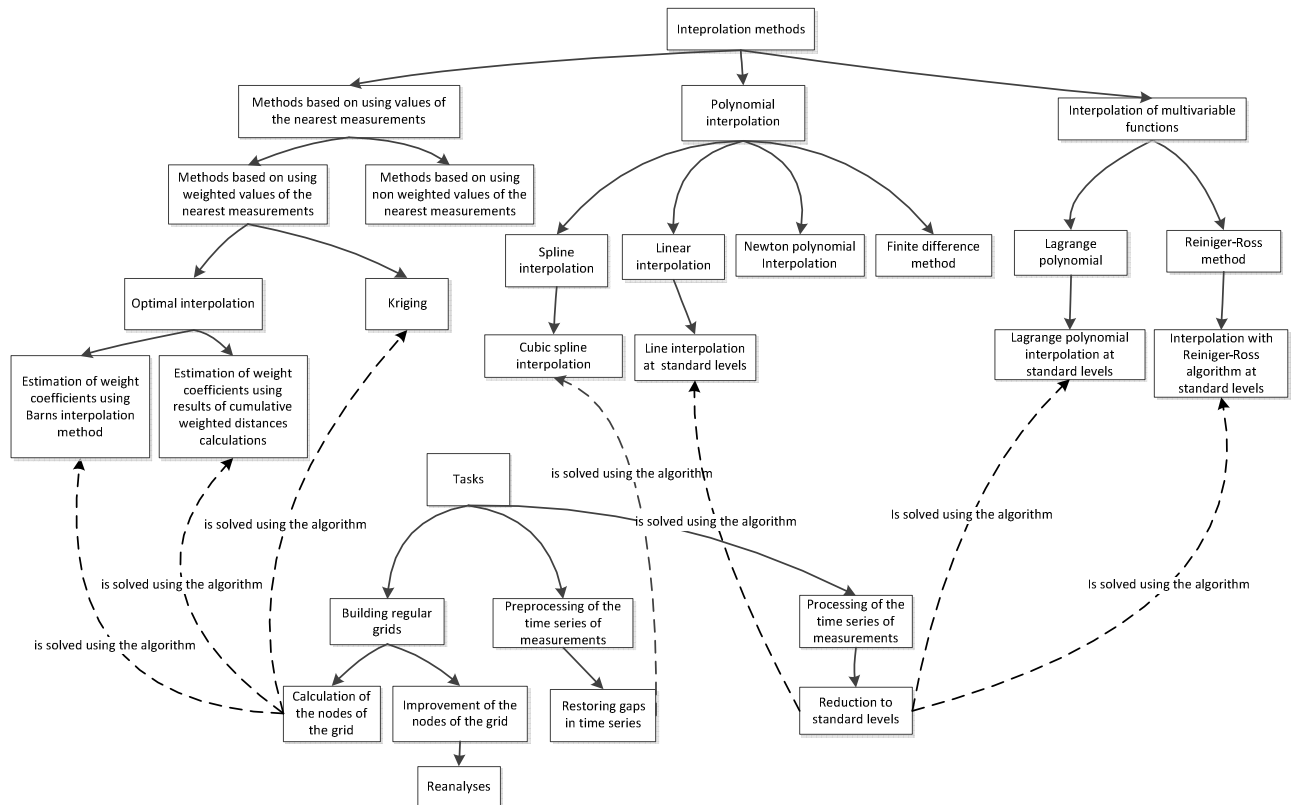 Inteprolation methods
Methods based on using values of
the nearest measurements
Polynomial
interpolation
Interpolation of multivariable
functions
Methods based on using
weighted values of the
nearest measurements
Methods based on using
non weighted values of the
nearest measurements
Spline
interpolation
Linear
interpolation
Newton polynomial
Interpolation
Finite difference
method
Lagrange
polynomial
Reiniger-Ross
method
Optimal interpolation
Kriging
Cubic spline
interpolation
Line interpolation
at standard levels
Lagrange polynomial
interpolation at
standard levels
Interpolation with
Reiniger-Ross
algorithm at
standard levels
Estimation of weight
coefficients using
Barns interpolation
method
Estimation of weight
coefficients using
results of cumulative
weighted distances
calculations
Tasks
is solved using the algorithm
is solved using the algorithm
is solved using the algorithm
Is solved using the algorithm
is solved using the algorithm
Is solved using the algorithm
is solved using the algorithm
Building regular
grids
Preprocessing of the
time series of
measurements
Processing of the
time series of
measurements
Calculation of
the nodes of
the grid
Improvement of the
nodes of the grid
Restoring gaps
in time series
Reduction to
standard levels
Reanalyses